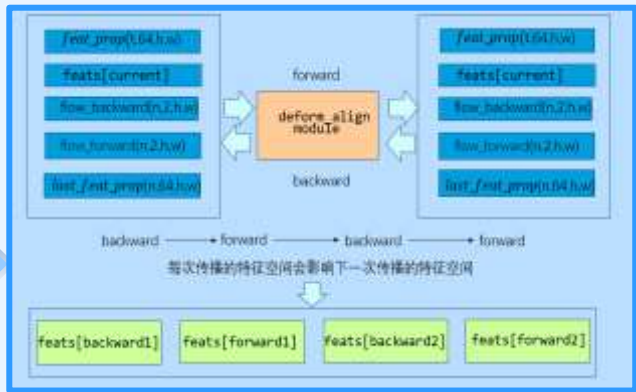 feat_prop(t,64,h,w)
feats[current]
flow_backward(n,2,h,w)
flow_forward(n,2,h,w)
last_feat_prop(n,64,h,w)
forward
deform_align
module
backward
feat_prop(t,64,h,w)
feats[current]
flow_backward(n,2,h,w)
flow_forward(n,2,h,w)
last_feat_prop(n,64,h,w)
backward forward backward forward
每次传播的特征空间会影响下一次传播的特征空间
feats[backward1] feats[forward1] feats[backward2] feats[forward2]